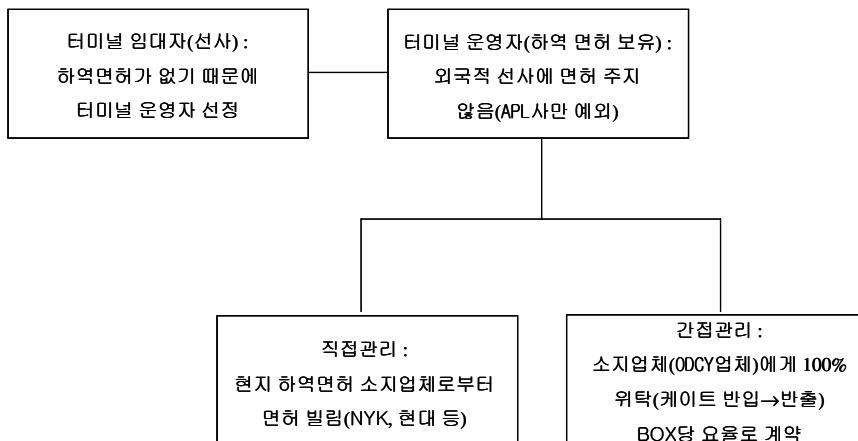 터미널 임대자(선사) :
하역면허가 없기 때문에
터미널 운영자 선정
터미널 운영자(하역 면허 보유) :
외국적 선사에 면허 주지
않음(APL사만 예외)
직접관리 :
현지 하역면허 소지업체로부터
면허 빌림(NYK, 현대 등)
간접관리 :
소지업체(ODCY업체)에게 100%
위탁(케이트 반입→반출)
BOX당 요율로 계약